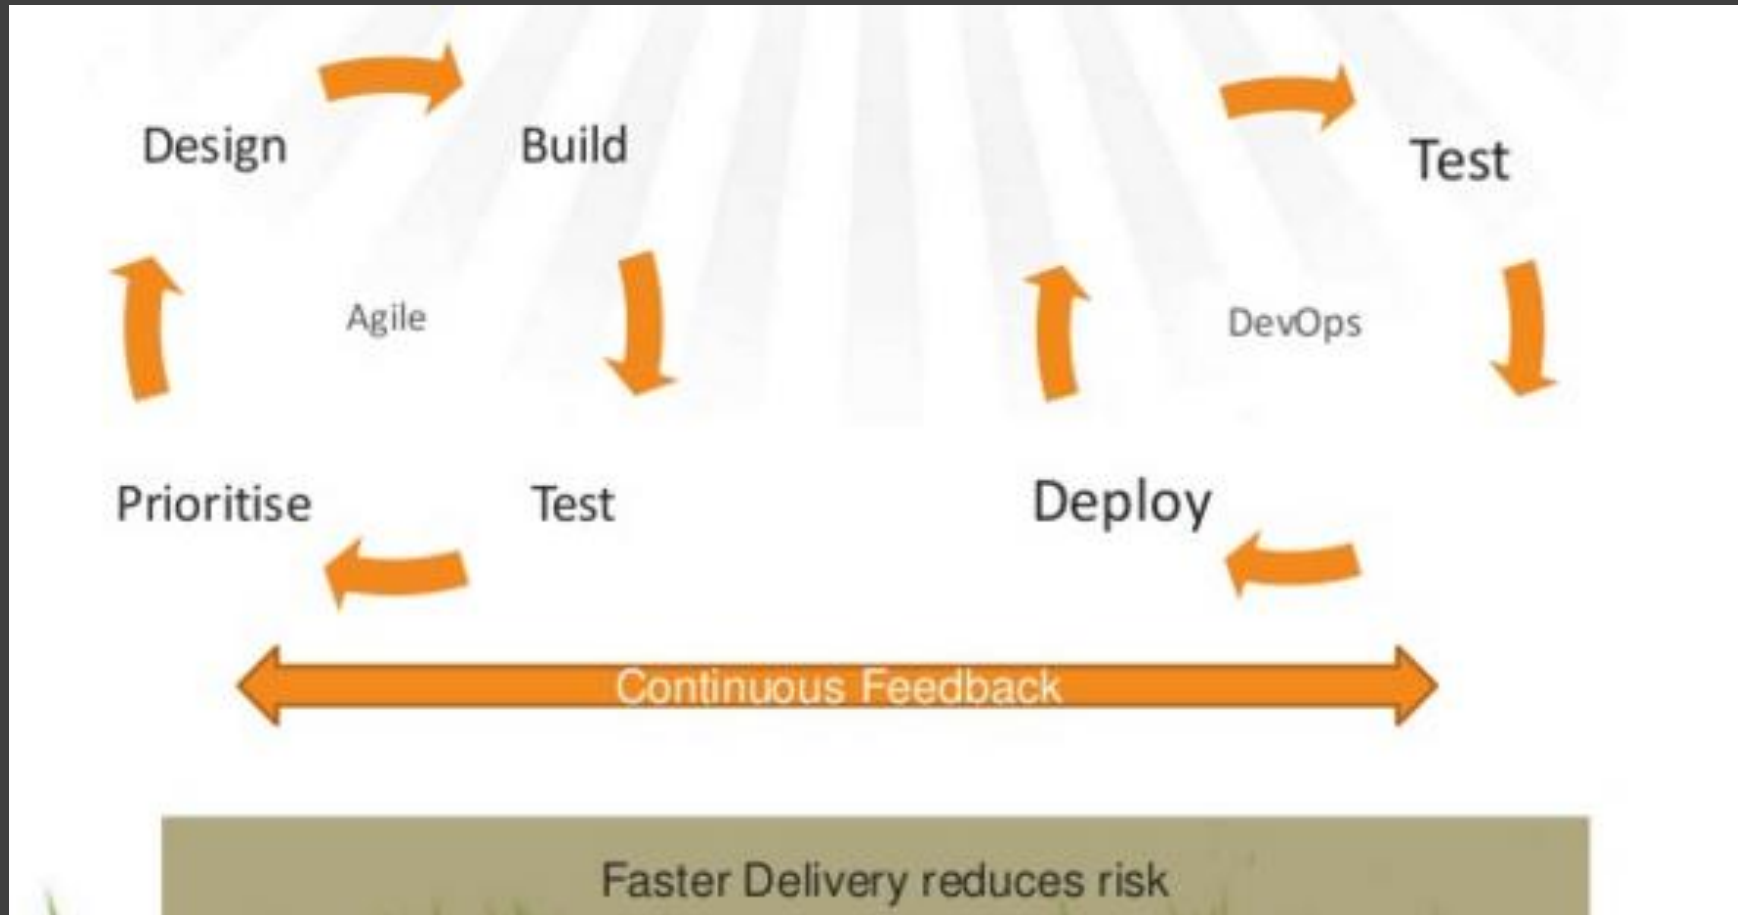 Design
Build
Test
Agile
DevOps
Prioritise
Test
Deploy
Continuous Feedback
Faster Delivery reduces risk